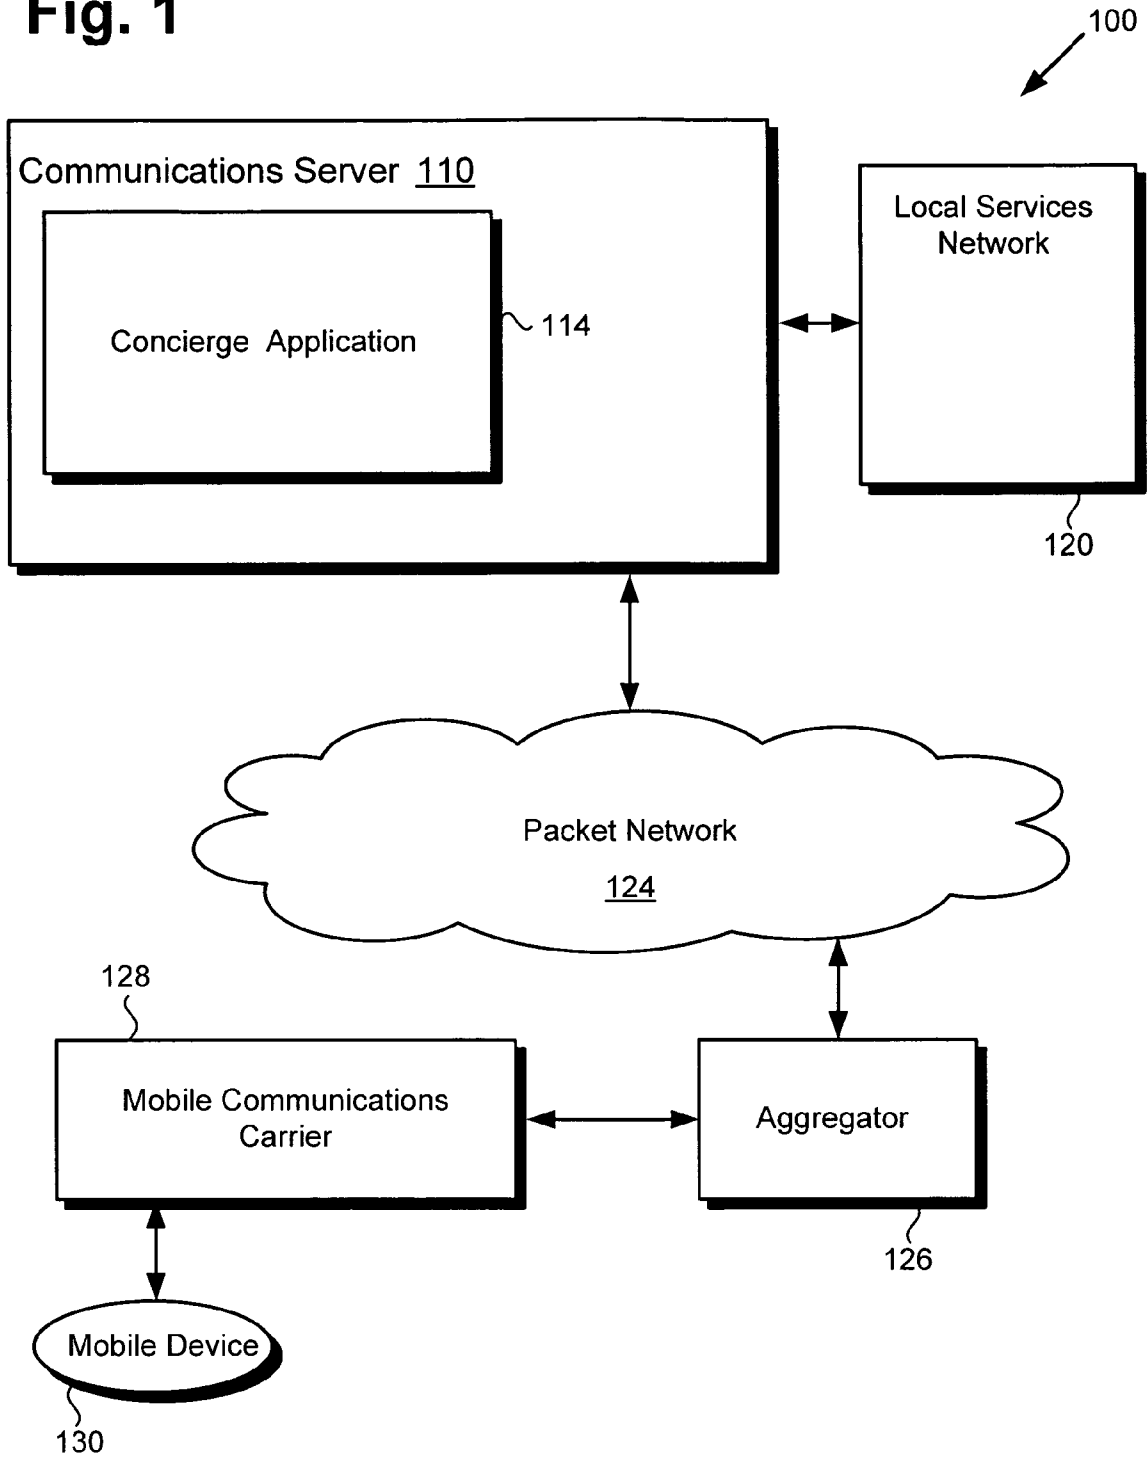 Fig. 1
100
Communications Server 110
Local Services
Network
Concierge Application
114
120
Packet Network
124
128
Mobile Communications
Carrier
Aggregator
126
Mobile Device
130